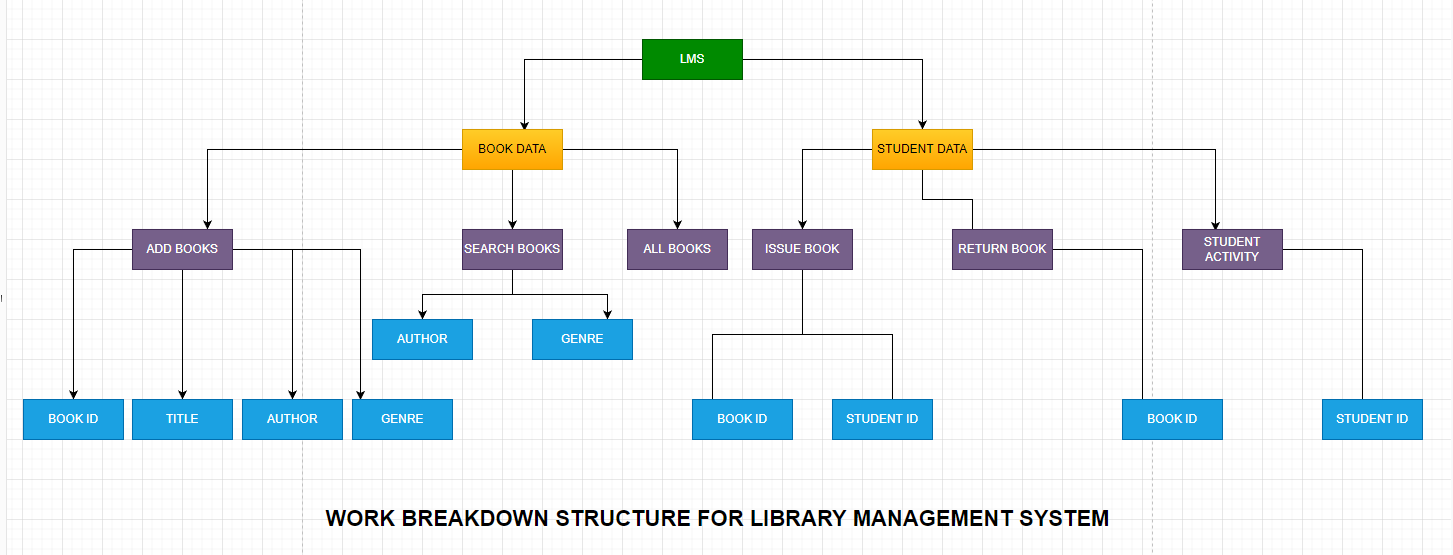 LMS
BOOK DATA
STUDENT DATA
ADD BOOKS
SEARCH BOOKS
ALL BOOKS
ISSUE BOOK
RETURN BOOK
STUDENT
ACTIVITY
AUTHOR
GENRE
BOOK ID
TITLE
AUTHOR
GENRE
BOOK ID
STUDENT ID
BOOK ID
STUDENT ID
WORK BREAKDOWN STRUCTURE FOR LIBRARY MANAGEMENT SYSTEM